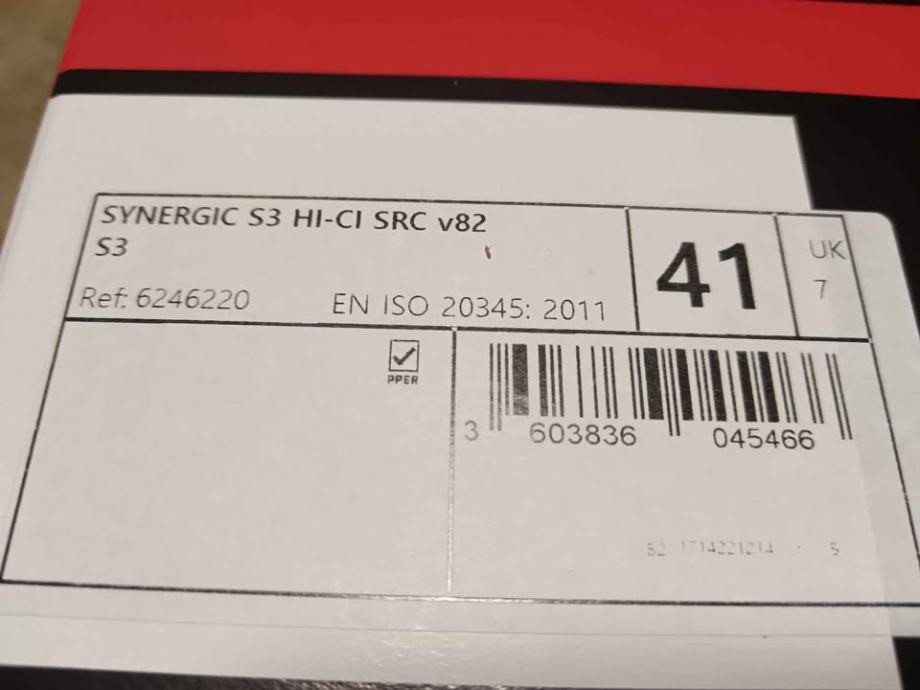 SYNERGIC S3 HI-CI SRC v82
S3
Ref: 6246220 EN ISO 20345: 2011
41
UK
7
PPER
3 603836 045466